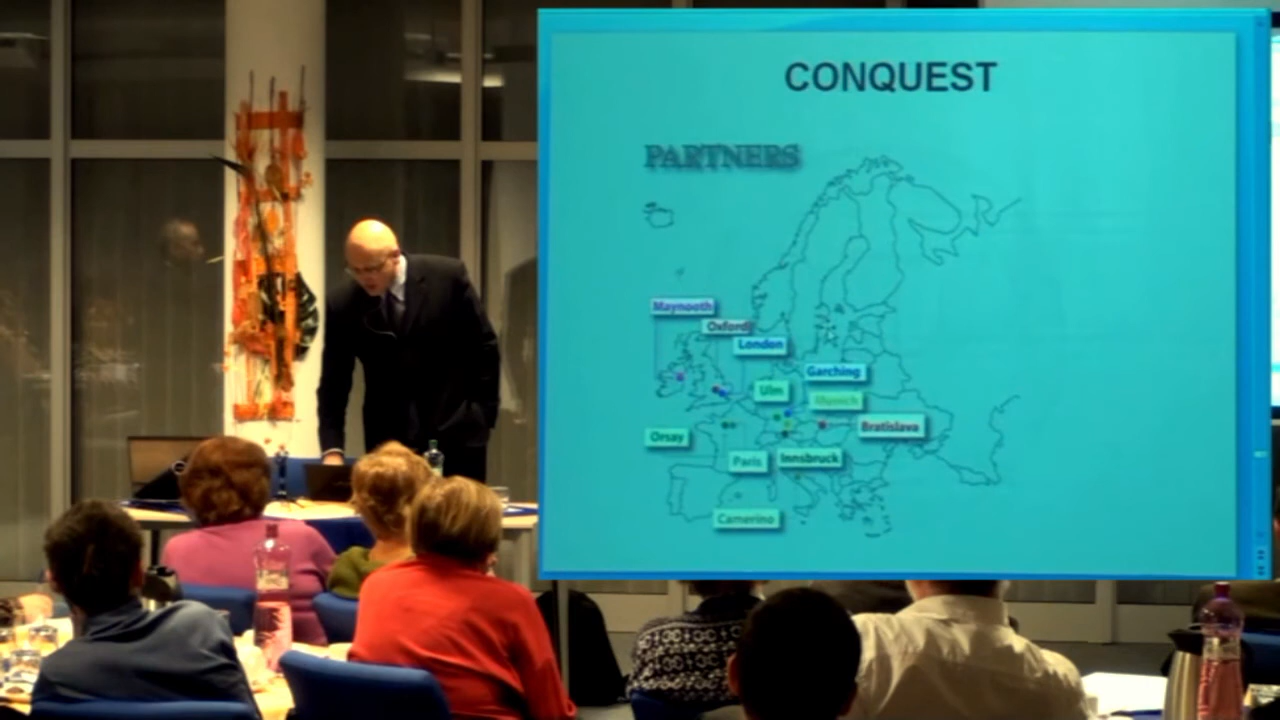 CONQUEST
PARTNERS
Maynooth
Oxford
London
Garching
Ulm
Munich
Bratislava
Orsay
Paris
Innsbruck
Camerino